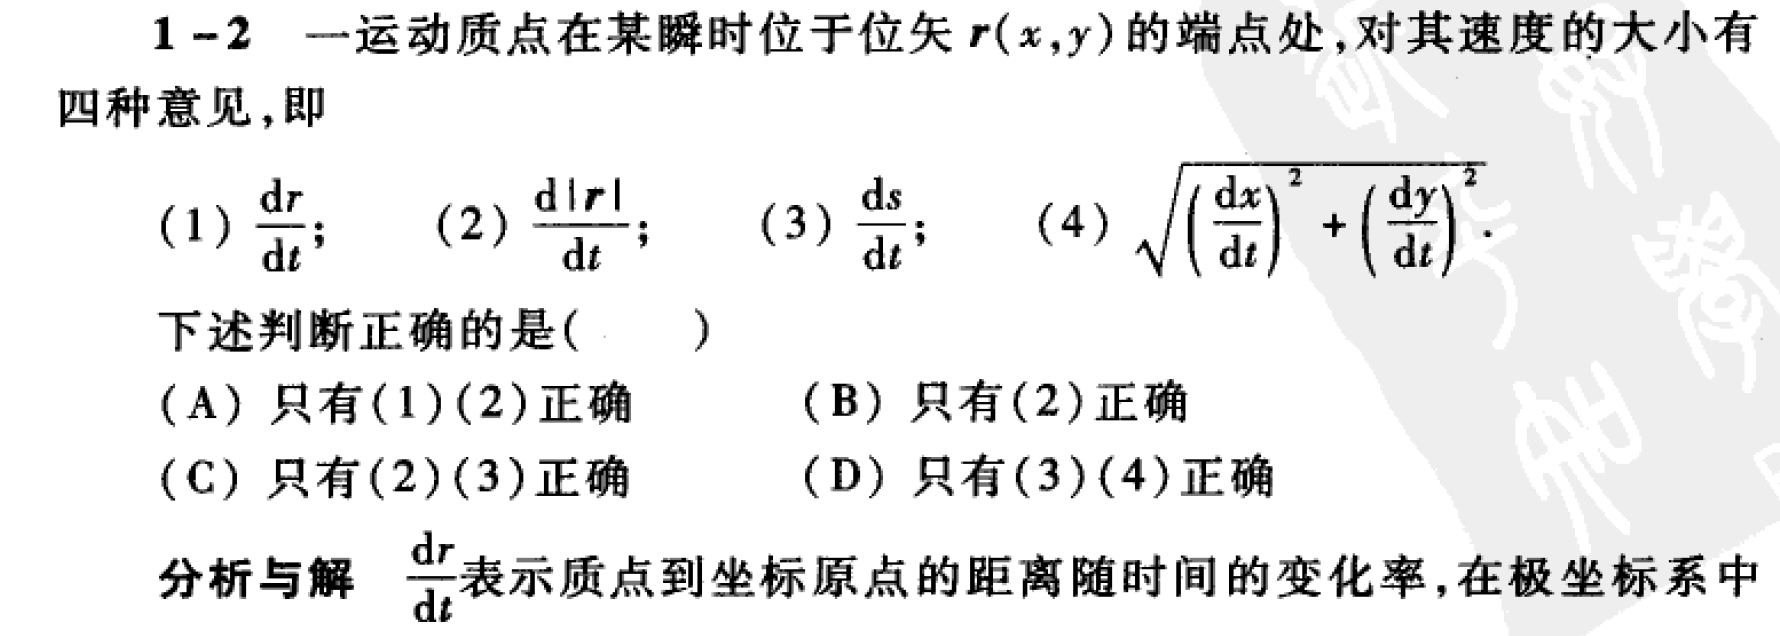 1-2 一运动质点在某瞬时位于位矢 r(x,y)的端点处,对其速度的大小有
四种意见,即
(1) dr/dt; (2) d|r|/dt; (3) ds/dt; (4) √((dx/dt)² + (dy/dt)²).
下述判断正确的是( )
(A) 只有(1)(2)正确 (B) 只有(2)正确
(C) 只有(2)(3)正确 (D) 只有(3)(4)正确
分析与解 dr/dt表示质点到坐标原点的距离随时间的变化率,在极坐标系中